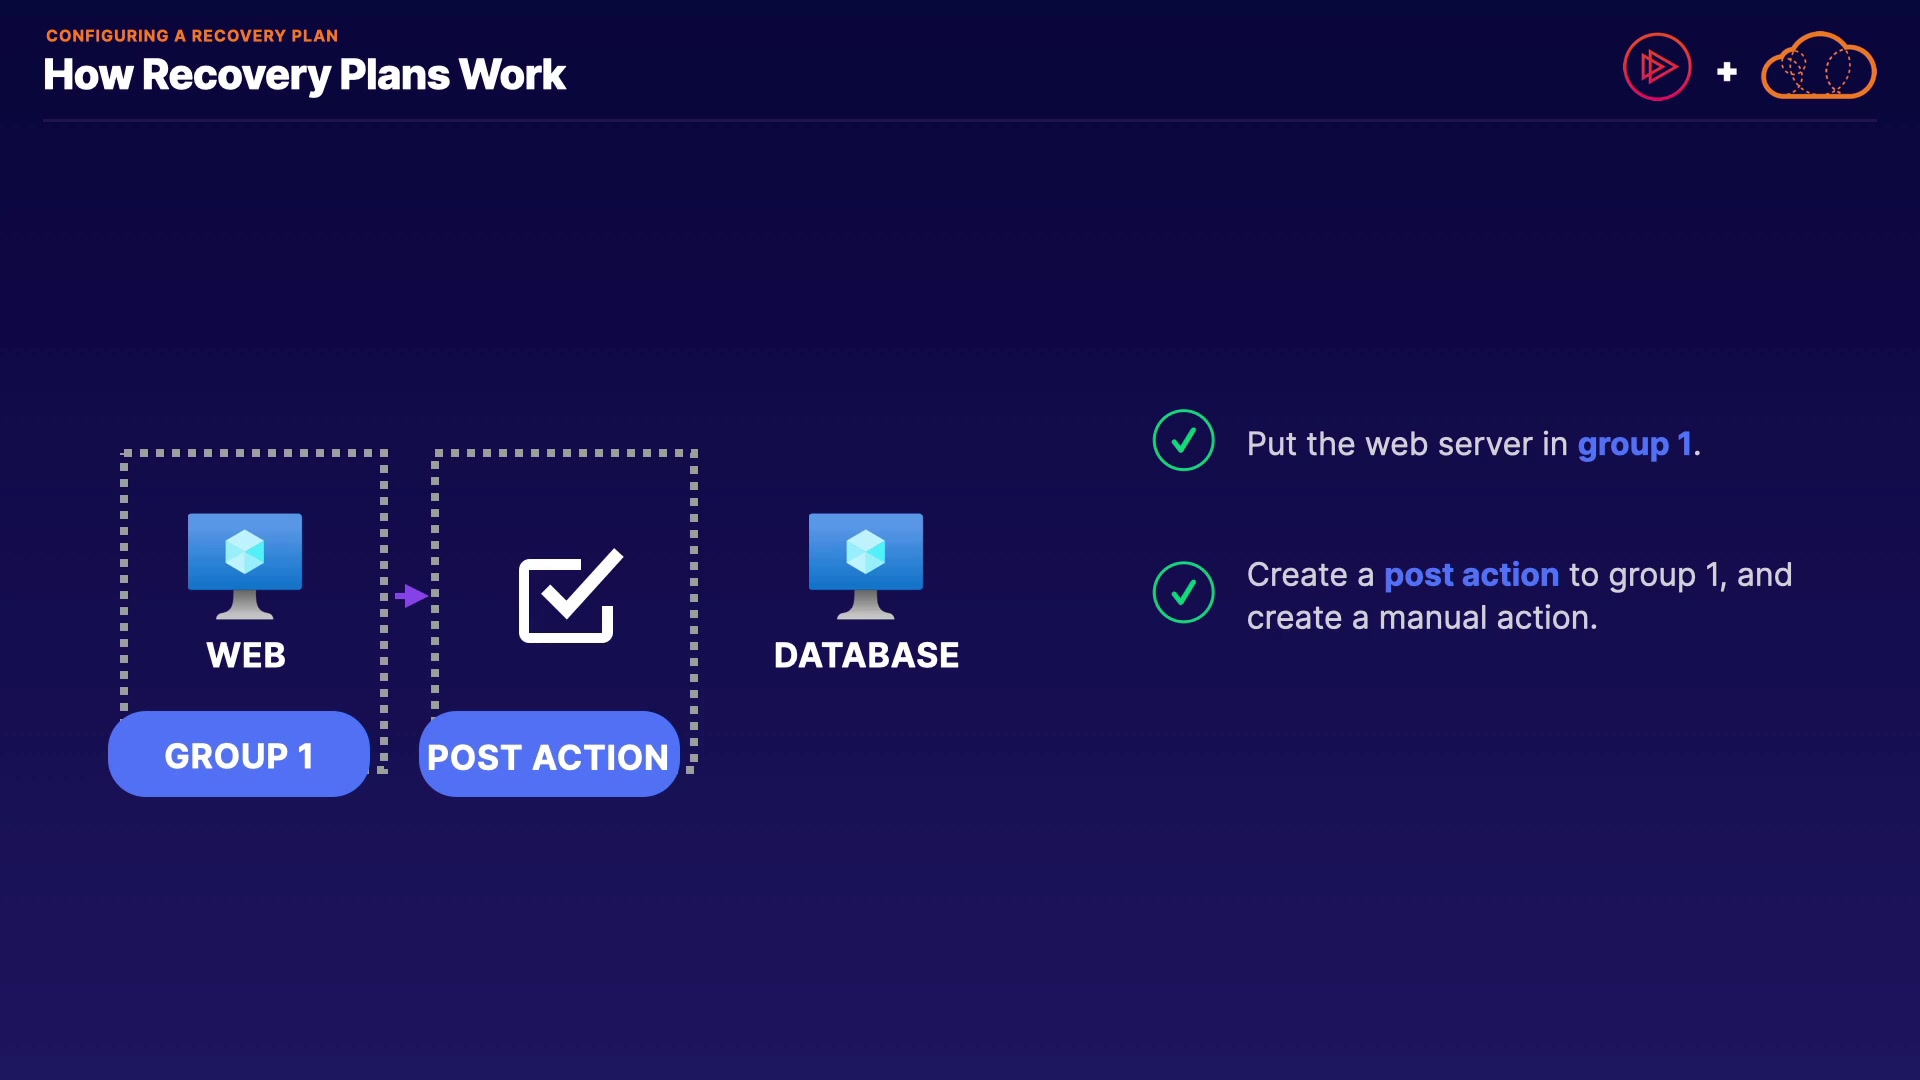 CONFIGURING A RECOVERY PLAN
How Recovery Plans Work
WEB
GROUP 1
POST ACTION
DATABASE
Put the web server in group 1.
Create a post action to group 1, and
create a manual action.